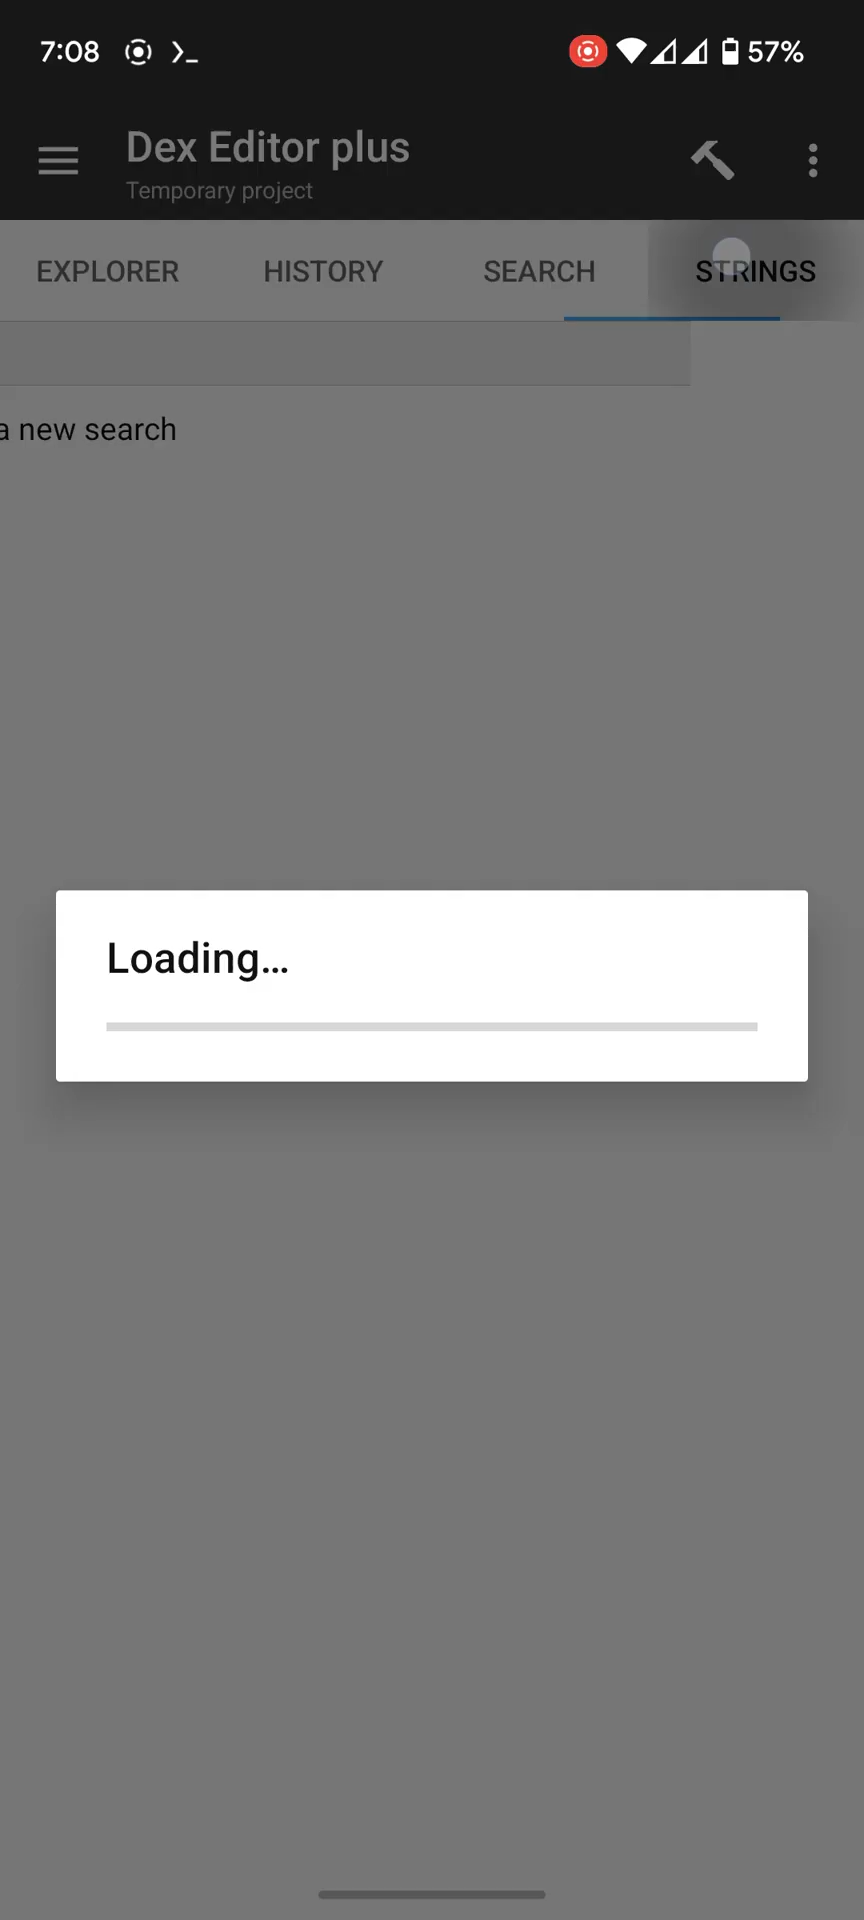 7:08
57%
Dex Editor plus
Temporary project
EXPLORER HISTORY SEARCH STRINGS
a new search
Loading...